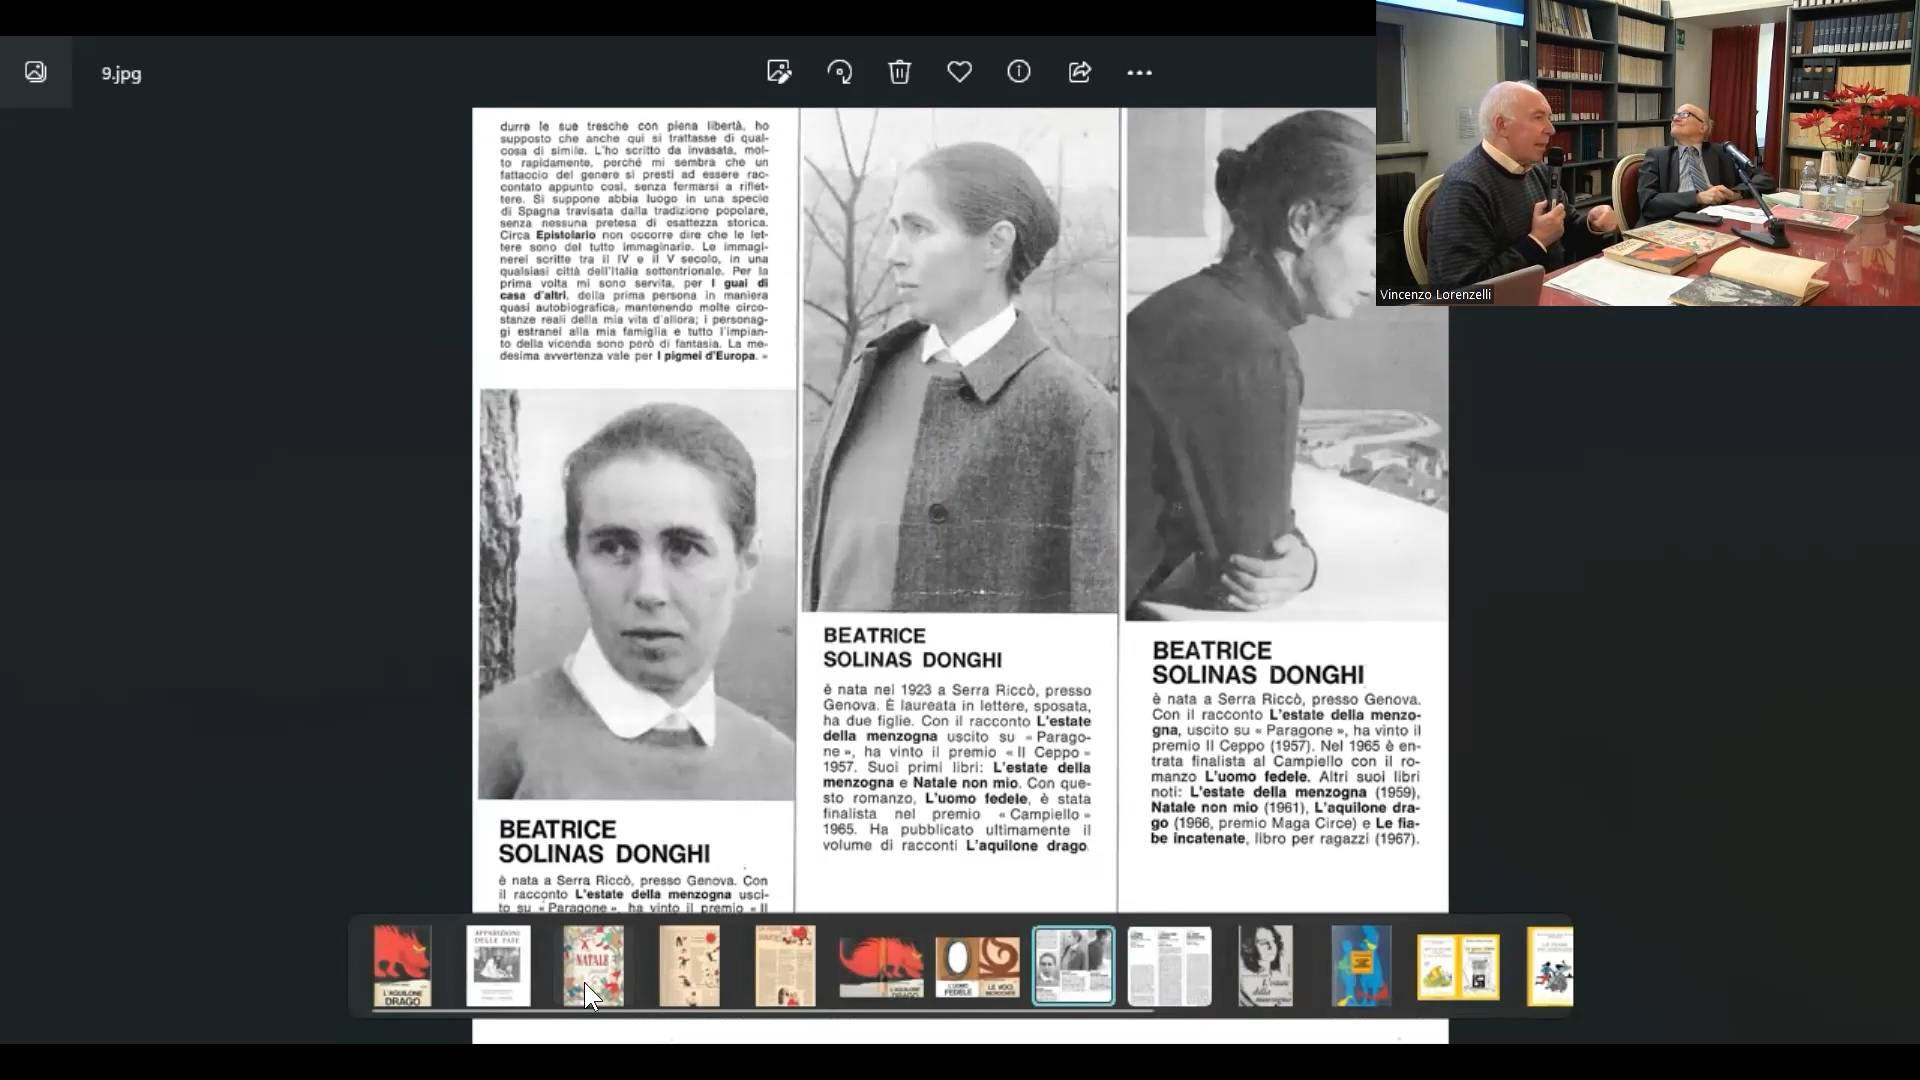 9.jpg
durre le sue tresche con piena libertà, ho
supposto che anche qui si trattasse di qual-
cosa di simile. L'ho scritto da invasata, mol-
to rapidamente, perché mi sembra che un
fattaccio del genere si presti ad essere rac-
contato appunto così, senza fermarsi a riflet-
tere. Si suppone abbia luogo in una specie
di Spagna travisata dalla tradizione popolare,
senza nessuna pretesa di esattezza storica.
Circa Epistolario non occorre dire che le let-
tere sono del tutto immaginarie. Le immagi-
nerei scritte tra il IV e il V secolo, in una
qualsiasi città dell'Italia settentrionale. Per la
prima volta mi sono servita, per I guai di
casa d'altri, della prima persona in maniera
quasi autobiografica, mantenendo molte circo-
stanze reali della mia vita d'allora; i personag-
gi estranei alla mia famiglia e tutto l'impian-
to della vicenda sono però di fantasia. La me-
desima avvertenza vale per I pigmei d'Europa. »
BEATRICE
SOLINAS DONGHI
è nata a Serra Riccò, presso Genova. Con
il racconto L'estate della menzogna usci-
to su « Paragone », ha vinto il premio « Il
BEATRICE
SOLINAS DONGHI
è nata nel 1923 a Serra Riccò, presso
Genova. È laureata in lettere, sposata,
ha due figlie. Con il racconto L'estate
della menzogna uscito su « Parago-
ne », ha vinto il premio « Il Ceppo »
1957. Suoi primi libri: L'estate della
menzogna e Natale non mio. Con que-
sto romanzo, L'uomo fedele, è stata
finalista nel premio « Campiello »
1965. Ha pubblicato ultimamente il
volume di racconti L'aquilone drago.
BEATRICE
SOLINAS DONGHI
è nata a Serra Riccò, presso Genova.
Con il racconto L'estate della menzo-
gna, uscito su « Paragone », ha vinto il
premio Il Ceppo (1957). Nel 1965 è en-
trata finalista al Campiello con il ro-
manzo L'uomo fedele. Altri suoi libri
noti: L'estate della menzogna (1959),
Natale non mio (1961), L'aquilone dra-
go (1966, premio Maga Circe) e Le fia-
be incatenate, libro per ragazzi (1967).
Vincenzo Lorenzelli
L'AQUILONE
DRAGO
APPARIZIONI
DELLE FATE
NATALE
L'UOMO
FEDELE
LE VOCI